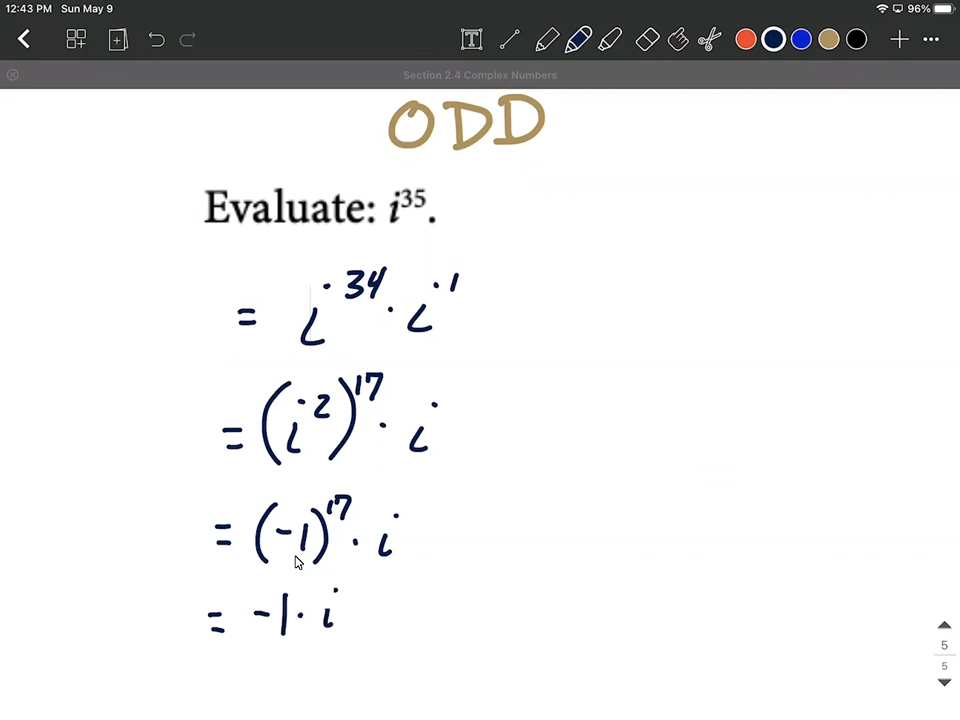 12:43 PM Sun May 9
96%
Section 2.4 Complex Numbers
ODD
Evaluate: i³⁵.
= i³⁴ · i¹
= (i²)¹⁷ · i
= (-1)¹⁷ · i
= -1 · i
5
5